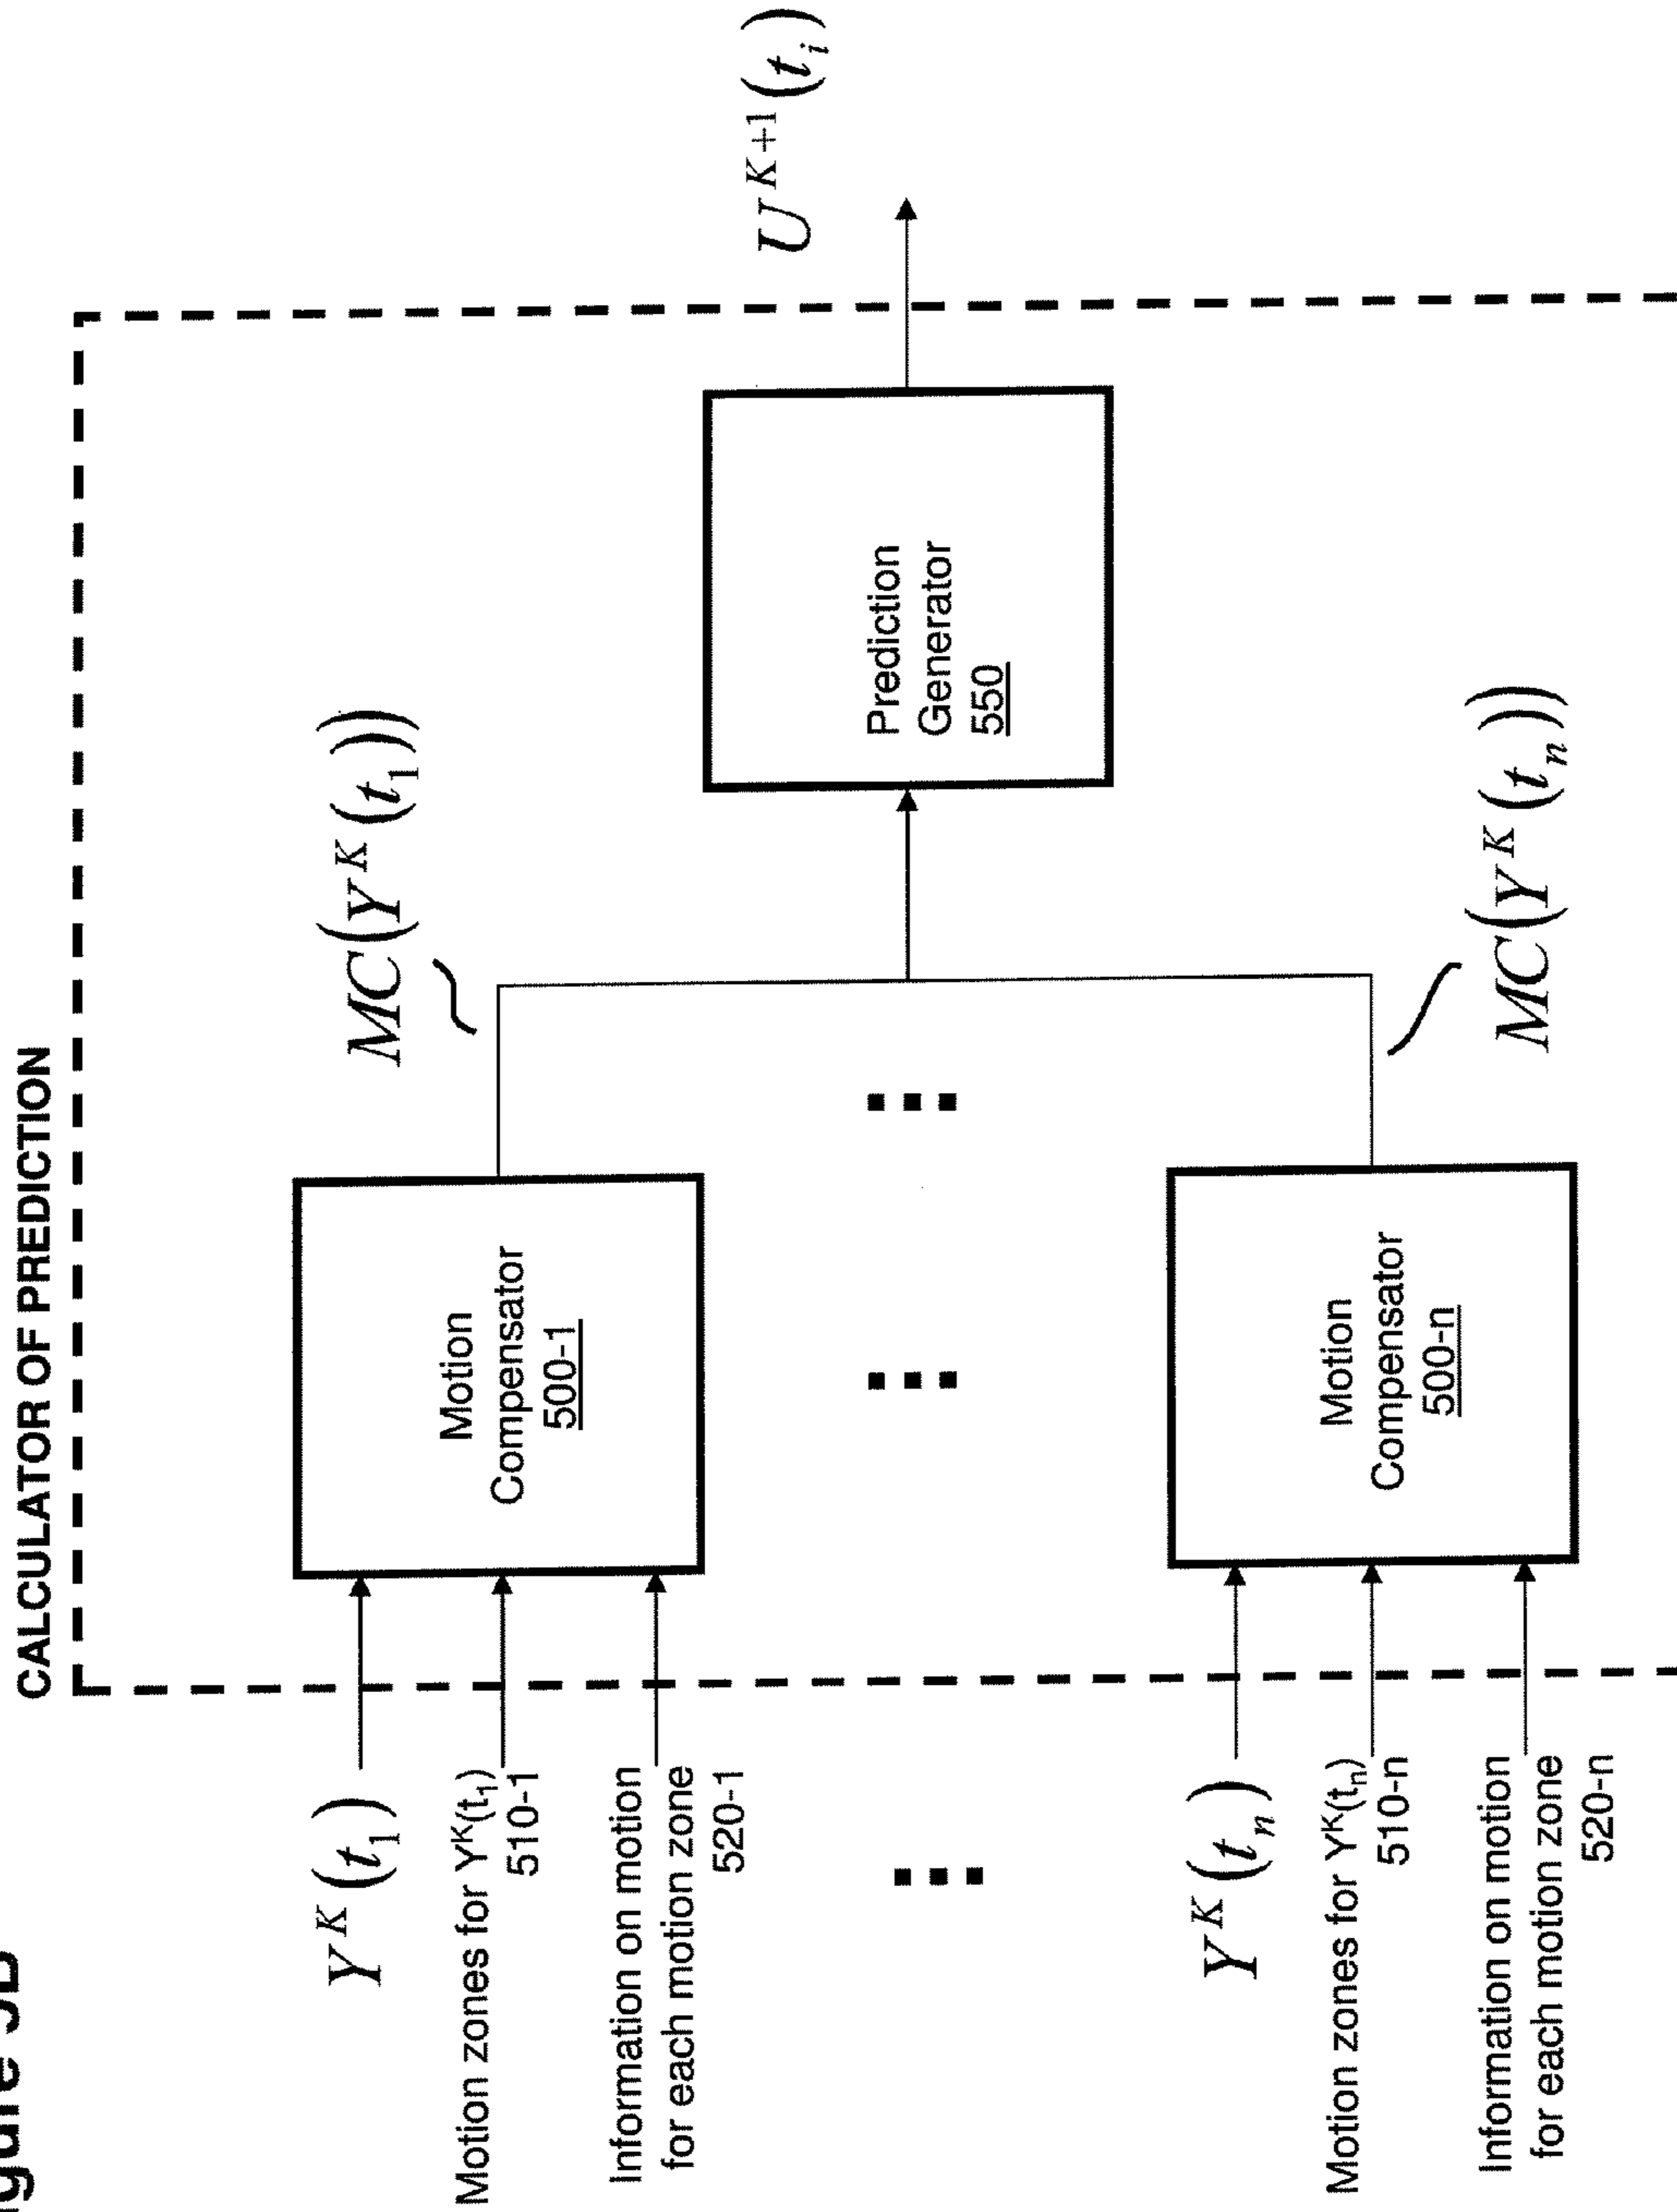 gure
CALCULATOR OF PREDICTION
Y^K(t_1)
Motion zones for Y^K(t_1)
510-1
Information on motion
for each motion zone
520-1
Motion
Compensator
500-1
MC(Y^K(t_1))
...
...
...
Prediction
Generator
550
U^{K+1}(t_i)
Y^K(t_n)
Motion zones for Y^K(t_n)
510-n
Information on motion
for each motion zone
520-n
Motion
Compensator
500-n
MC(Y^K(t_n))